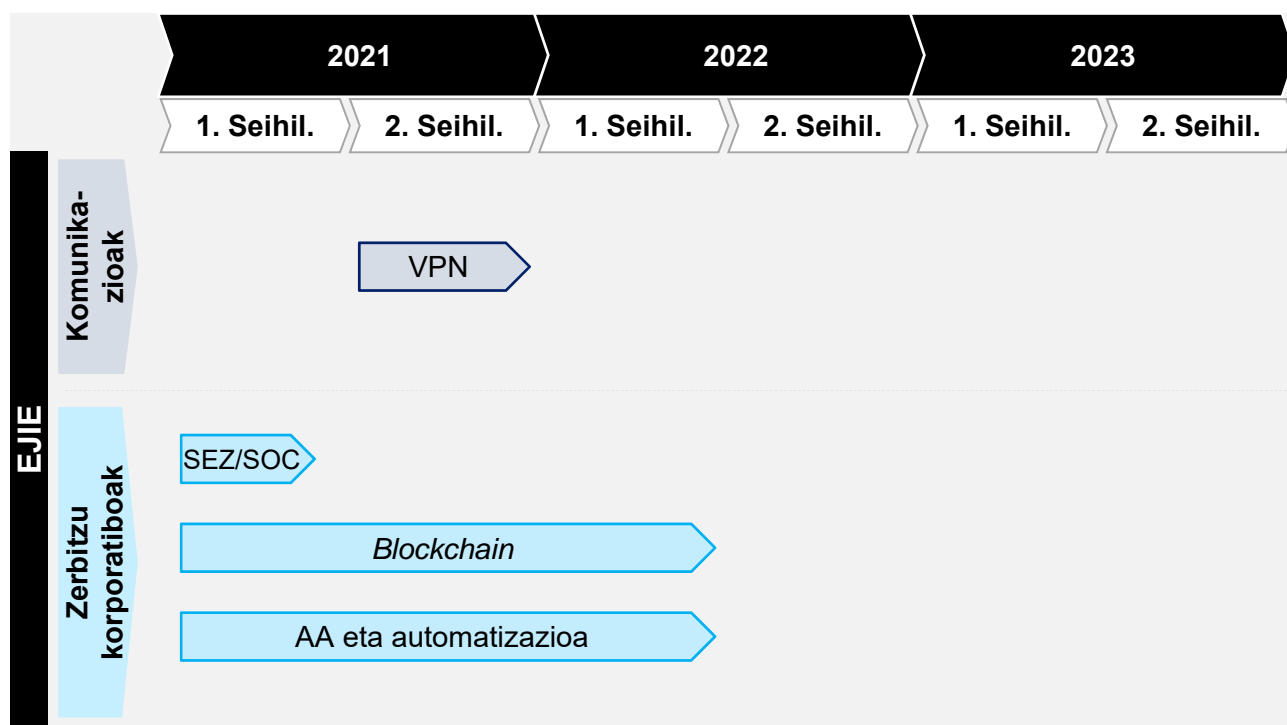 2021
2022
2023
1. Seihil.
2. Seihil.
1. Seihil.
2. Seihil.
1. Seihil.
2. Seihil.
EJIE
Komunika-
zioak
VPN
Zerbitzu
korporatiboak
SEZ/SOC
Blockchain
AA eta automatizazioa